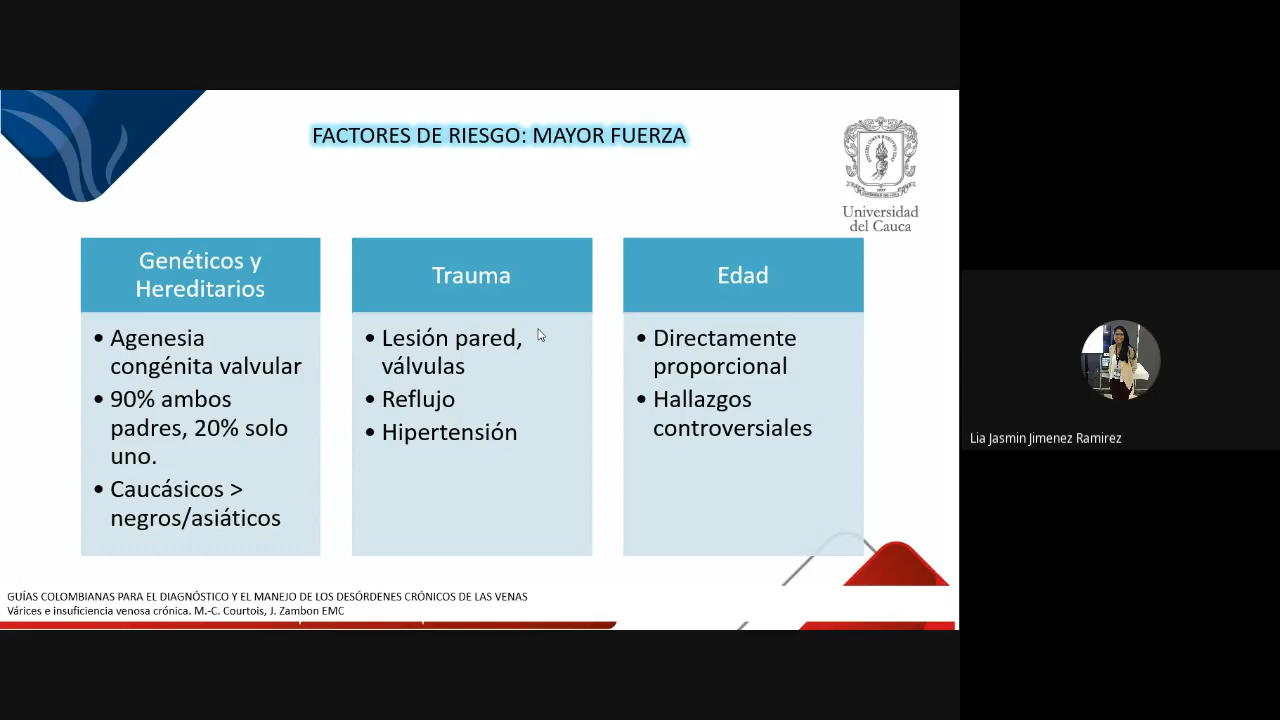 FACTORES DE RIESGO: MAYOR FUERZA
Universidad
del Cauca
Genéticos y
Hereditarios
• Agenesia
congénita valvular
• 90% ambos
padres, 20% solo
uno.
• Caucásicos >
negros/asiáticos
Trauma
• Lesión pared,
válvulas
• Reflujo
• Hipertensión
Edad
• Directamente
proporcional
• Hallazgos
controversiales
GUÍAS COLOMBIANAS PARA EL DIAGNÓSTICO Y EL MANEJO DE LOS DESÓRDENES CRÓNICOS DE LAS VENAS
Várices e insuficiencia venosa crónica. M.-C. Courtois, J. Zambon EMC
Lia Jasmin Jimenez Ramirez